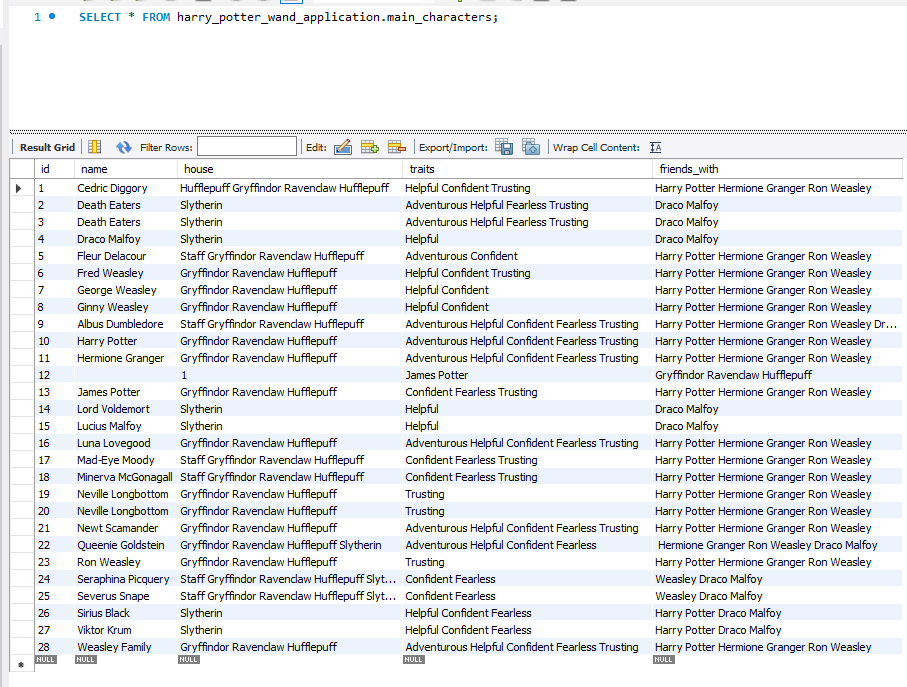 1 SELECT * FROM harry_potter_wand_application.main_characters;
Result Grid Filter Rows: Edit: Export/Import: Wrap Cell Content: IA
id name house traits friends_with
1 Cedric Diggory Hufflepuff Gryffindor Ravenclaw Hufflepuff Helpful Confident Trusting Harry Potter Hermione Granger Ron Weasley
2 Death Eaters Slytherin Adventurous Helpful Fearless Trusting Draco Malfoy
3 Death Eaters Slytherin Adventurous Helpful Fearless Trusting Draco Malfoy
4 Draco Malfoy Slytherin Helpful Draco Malfoy
5 Fleur Delacour Staff Gryffindor Ravenclaw Hufflepuff Adventurous Confident Harry Potter Hermione Granger Ron Weasley
6 Fred Weasley Gryffindor Ravenclaw Hufflepuff Helpful Confident Trusting Harry Potter Hermione Granger Ron Weasley
7 George Weasley Gryffindor Ravenclaw Hufflepuff Helpful Confident Harry Potter Hermione Granger Ron Weasley
8 Ginny Weasley Gryffindor Ravenclaw Hufflepuff Helpful Confident Harry Potter Hermione Granger Ron Weasley
9 Albus Dumbledore Staff Gryffindor Ravenclaw Hufflepuff Adventurous Helpful Confident Fearless Trusting Harry Potter Hermione Granger Ron Weasley Dr...
10 Harry Potter Gryffindor Ravenclaw Hufflepuff Adventurous Helpful Confident Fearless Trusting Harry Potter Hermione Granger Ron Weasley
11 Hermione Granger Gryffindor Ravenclaw Hufflepuff Adventurous Helpful Confident Fearless Trusting Harry Potter Hermione Granger Ron Weasley
12 1 James Potter Gryffindor Ravenclaw Hufflepuff
13 James Potter Gryffindor Ravenclaw Hufflepuff Confident Fearless Trusting Harry Potter Hermione Granger Ron Weasley
14 Lord Voldemort Slytherin Helpful Draco Malfoy
15 Lucius Malfoy Slytherin Helpful Draco Malfoy
16 Luna Lovegood Gryffindor Ravenclaw Hufflepuff Adventurous Helpful Confident Fearless Trusting Harry Potter Hermione Granger Ron Weasley
17 Mad-Eye Moody Staff Gryffindor Ravenclaw Hufflepuff Confident Fearless Trusting Harry Potter Hermione Granger Ron Weasley
18 Minerva McGonagall Staff Gryffindor Ravenclaw Hufflepuff Confident Fearless Trusting Harry Potter Hermione Granger Ron Weasley
19 Neville Longbottom Gryffindor Ravenclaw Hufflepuff Trusting Harry Potter Hermione Granger Ron Weasley
20 Neville Longbottom Gryffindor Ravenclaw Hufflepuff Trusting Harry Potter Hermione Granger Ron Weasley
21 Newt Scamander Gryffindor Ravenclaw Hufflepuff Adventurous Helpful Confident Fearless Trusting Harry Potter Hermione Granger Ron Weasley
22 Queenie Goldstein Gryffindor Ravenclaw Hufflepuff Slytherin Adventurous Helpful Confident Fearless Hermione Granger Ron Weasley Draco Malfoy
23 Ron Weasley Gryffindor Ravenclaw Hufflepuff Trusting Harry Potter Hermione Granger Ron Weasley
24 Seraphina Picquery Staff Gryffindor Ravenclaw Hufflepuff Slyt... Confident Fearless Weasley Draco Malfoy
25 Severus Snape Staff Gryffindor Ravenclaw Hufflepuff Slyt... Confident Fearless Weasley Draco Malfoy
26 Sirius Black Slytherin Helpful Confident Fearless Harry Potter Draco Malfoy
27 Viktor Krum Slytherin Helpful Confident Fearless Harry Potter Draco Malfoy
28 Weasley Family Gryffindor Ravenclaw Hufflepuff Adventurous Helpful Confident Fearless Trusting Harry Potter Hermione Granger Ron Weasley
NULL NULL NULL NULL NULL